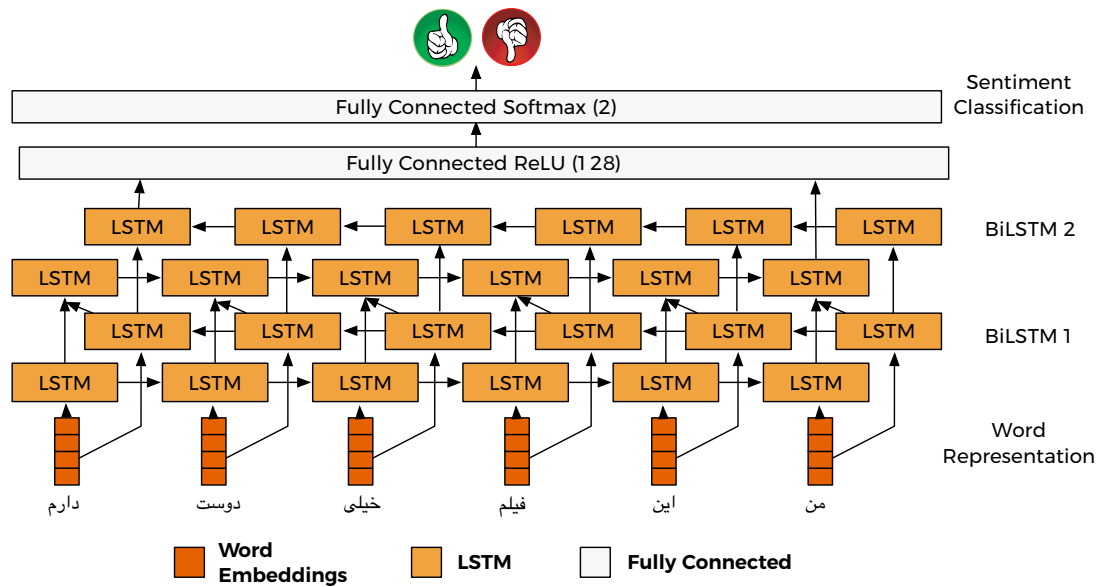 Sentiment
Classification
Fully Connected Softmax (2)
Fully Connected ReLU (128)
LSTM LSTM LSTM LSTM LSTM LSTM
BiLSTM 2
LSTM LSTM LSTM LSTM LSTM LSTM
LSTM LSTM LSTM LSTM LSTM LSTM
BiLSTM 1
LSTM LSTM LSTM LSTM LSTM LSTM
Word
Representation
من این فیلم خیلی دوست دارم
Word
Embeddings
LSTM
Fully Connected